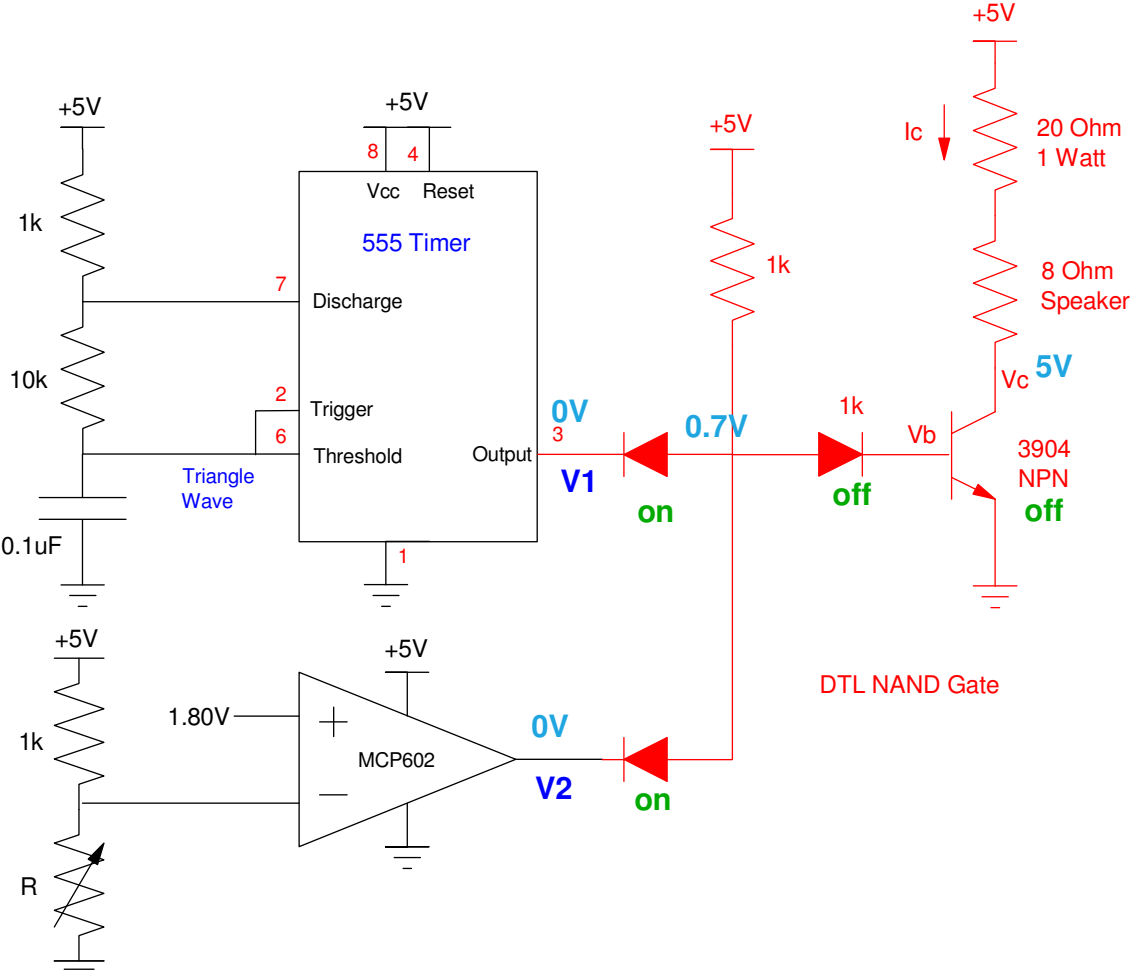 +5V
+5V
+5V
+5V
Ic
20 Ohm
1 Watt
8
4
Vcc
Reset
1k
555 Timer
1k
8 Ohm
Speaker
7
Discharge
10k
2
Trigger
6
Threshold
Triangle
Wave
0V
3
Output
V1
on
0.7V
1k
off
Vb
Vc
5V
3904
NPN
off
0.1uF
1
+5V
+5V
1k
1.80V
MCP602
0V
V2
on
DTL NAND Gate
R